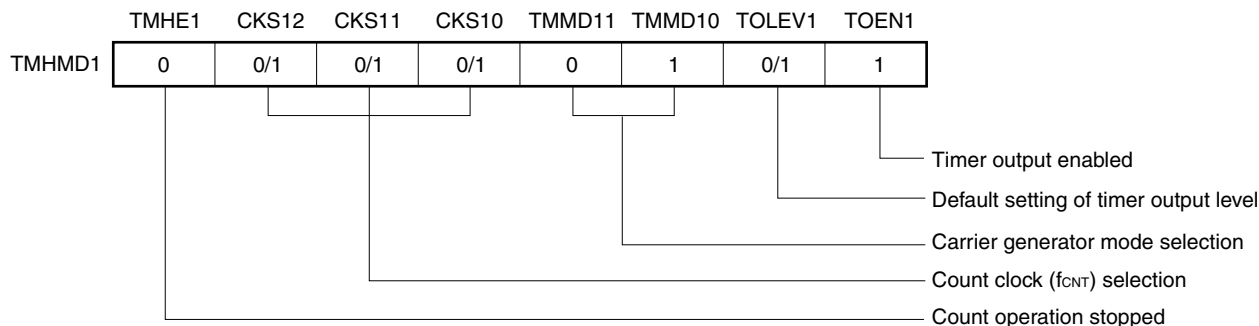 TMHE1 CKS12 CKS11 CKS10 TMMD11 TMMD10 TOLEV1 TOEN1
TMHMD1 0 0/1 0/1 0/1 0 1 0/1 1
Timer output enabled
Default setting of timer output level
Carrier generator mode selection
Count clock (fCNT) selection
Count operation stopped